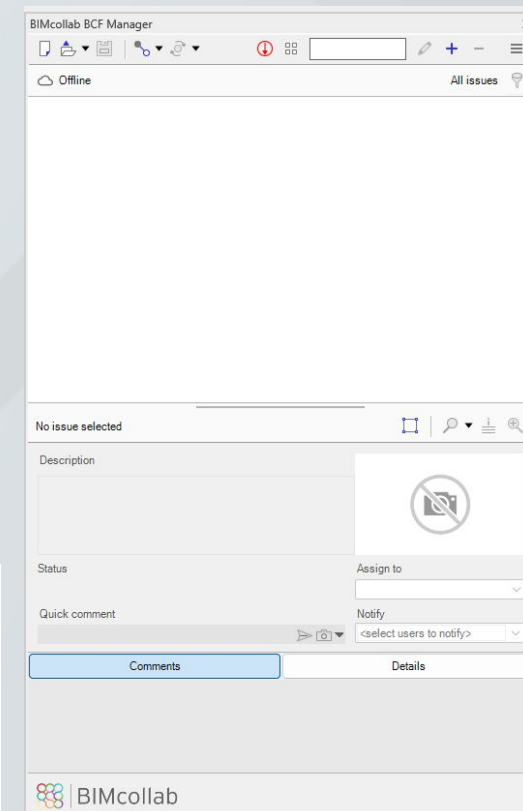 BIMcollab BCF Manager
Offline
All issues
No issue selected
Description
Status
Assign to
Quick comment
Notify
<select users to notify>
Comments
Details
BIMcollab